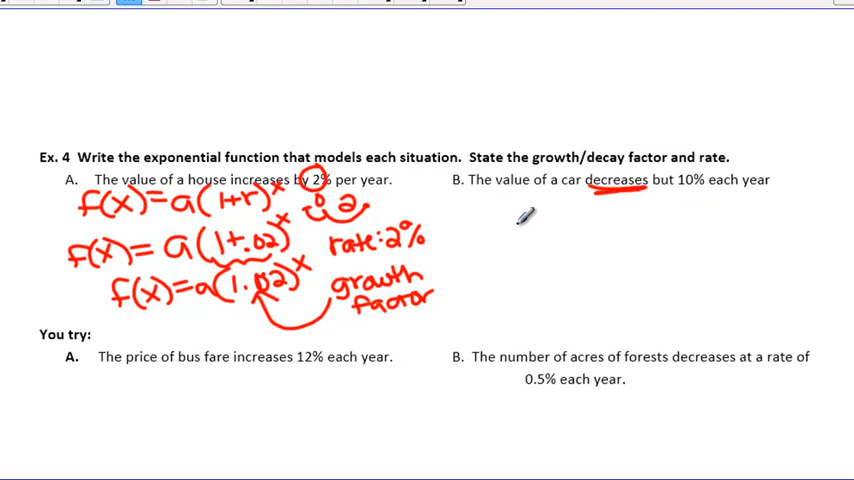 Ex. 4 Write the exponential function that models each situation. State the growth/decay factor and rate.
A. The value of a house increases by 2% per year.
f(x)=a(1+r)^x
0 2
f(x)=a(1+.02)^x
rate: 2%
f(x)=a(1.02)^x
growth
factor
B. The value of a car decreases but 10% each year
You try:
A. The price of bus fare increases 12% each year.
B. The number of acres of forests decreases at a rate of
0.5% each year.